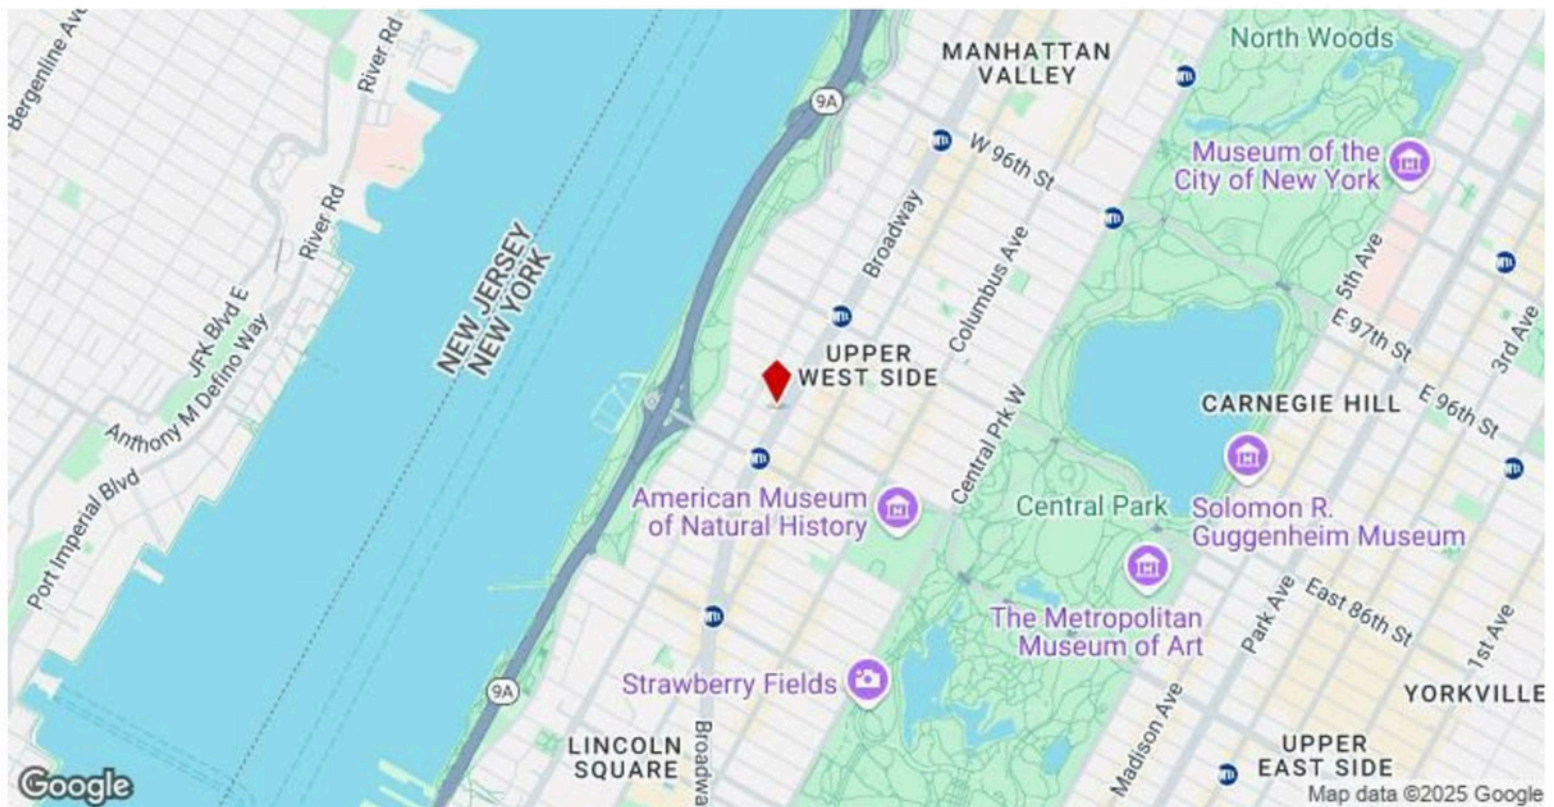 Bergenline Ave
River Rd
MANHATTAN
VALLEY
North Woods
9A
W 96th St
Museum of the
City of New York
River Rd
Broadway
NEW JERSEY
NEW YORK
Columbus Ave
5th Ave
E 97th St
3rd Ave
JFK Blvd E
Anthony M Defino Way
UPPER
WEST SIDE
CARNEGIE HILL
E 96th St
Central Prk W
Port Imperial Blvd
American Museum
of Natural History
Central Park
Solomon R.
Guggenheim Museum
The Metropolitan
Museum of Art
East 86th St
Park Ave
1st Ave
Strawberry Fields
9A
YORKVILLE
Madison Ave
LINCOLN
SQUARE
Broadwa
UPPER
EAST SIDE
Google
Map data ©2025 Google